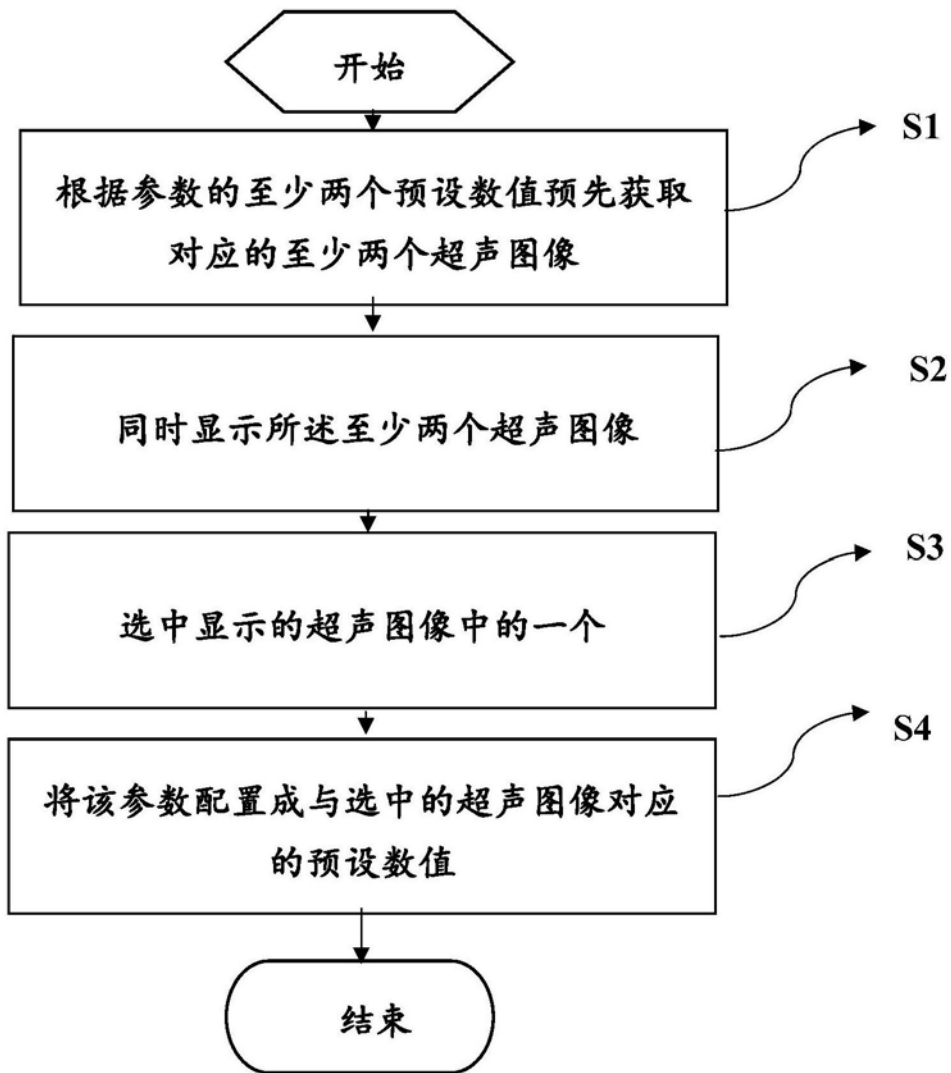 开始
S1
根据参数的至少两个预设数值预先获取
对应的至少两个超声图像
S2
同时显示所述至少两个超声图像
S3
选中显示的超声图像中的一个
S4
将该参数配置成与选中的超声图像对应
的预设数值
结束